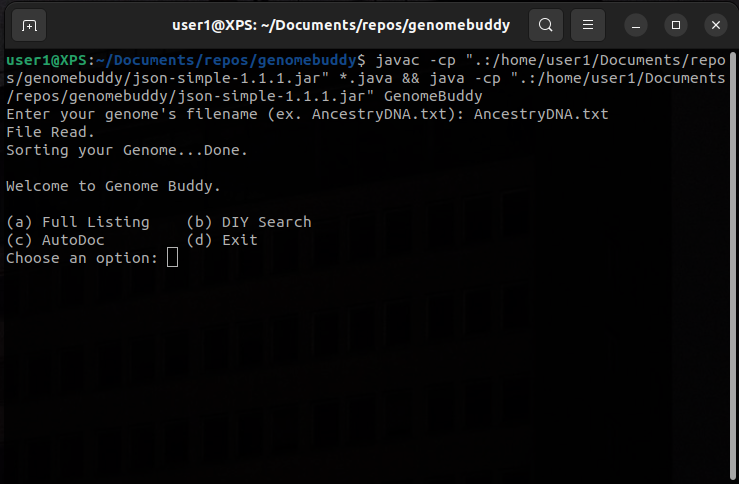 user1@XPS: ~/Documents/repos/genomebuddy
user1@XPS:~/Documents/repos/genomebuddy$ javac -cp ".:/home/user1/Documents/repo
s/genomebuddy/json-simple-1.1.1.jar" *.java && java -cp ".:/home/user1/Documents
/repos/genomebuddy/json-simple-1.1.1.jar" GenomeBuddy
Enter your genome's filename (ex. AncestryDNA.txt): AncestryDNA.txt
File Read.
Sorting your Genome...Done.
Welcome to Genome Buddy.
(a) Full Listing    (b) DIY Search
(c) AutoDoc         (d) Exit
Choose an option: